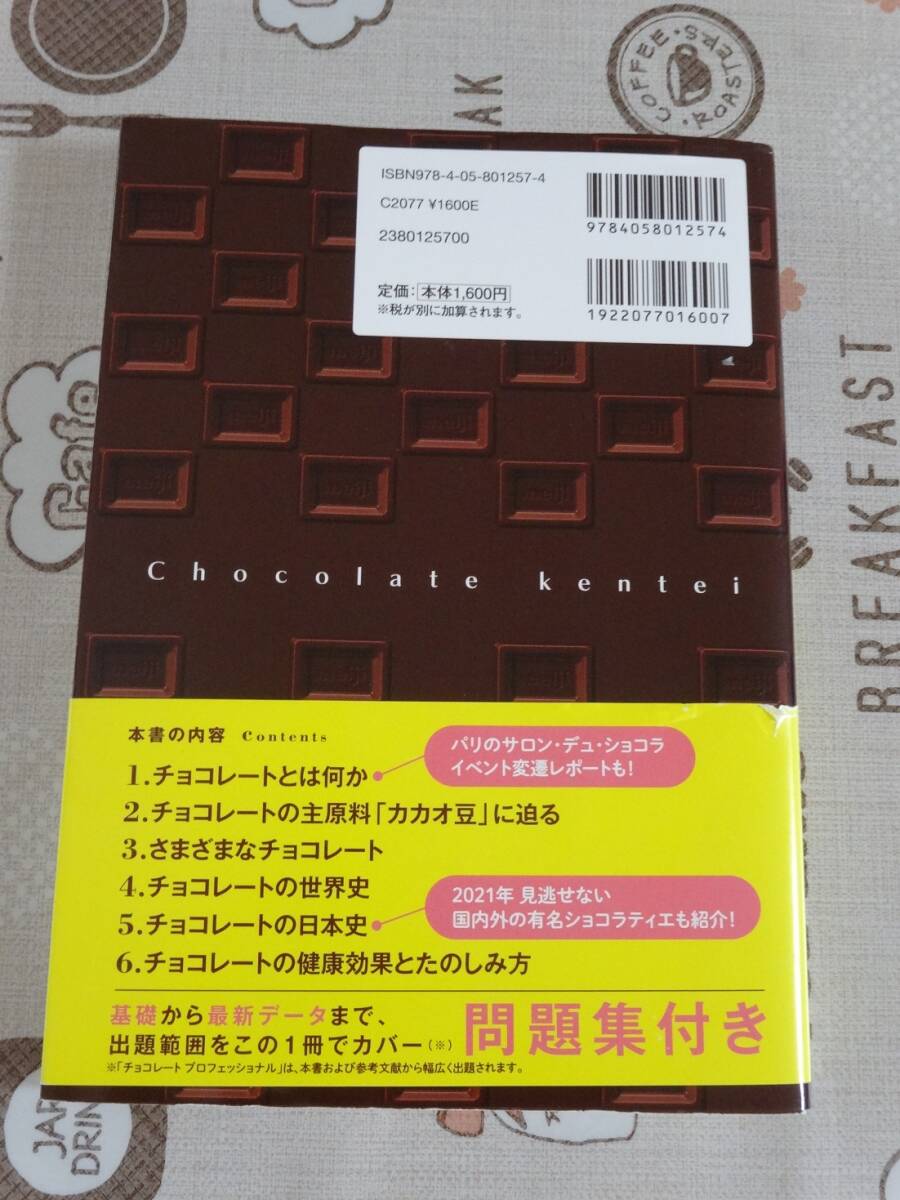 COFFEE・ROASTERS
AK
Cafe
BREAKFAST
ISBN978-4-05-801257-4
C2077 ¥1600E
2380125700
定価：本体1,600円
※税が別に加算されます。
9784058012574
1922077016007
meiji
meiji
meiji
meiji
meiji
Chocolate kentei
meiji
meiji
本書の内容 Contents
1.チョコレートとは何か
パリのサロン・デュ・ショコラ
イベント変遷レポートも！
2.チョコレートの主原料「カカオ豆」に迫る
3.さまざまなチョコレート
4.チョコレートの世界史
5.チョコレートの日本史
2021年 見逃せない
国内外の有名ショコラティエも紹介！
6.チョコレートの健康効果とたのしみ方
基礎から最新データまで、
出題範囲をこの1冊でカバー（※）
問題集付き
※「チョコレート プロフェッショナル」は、本書および参考文献から幅広く出題されます。
JAP
DRIN